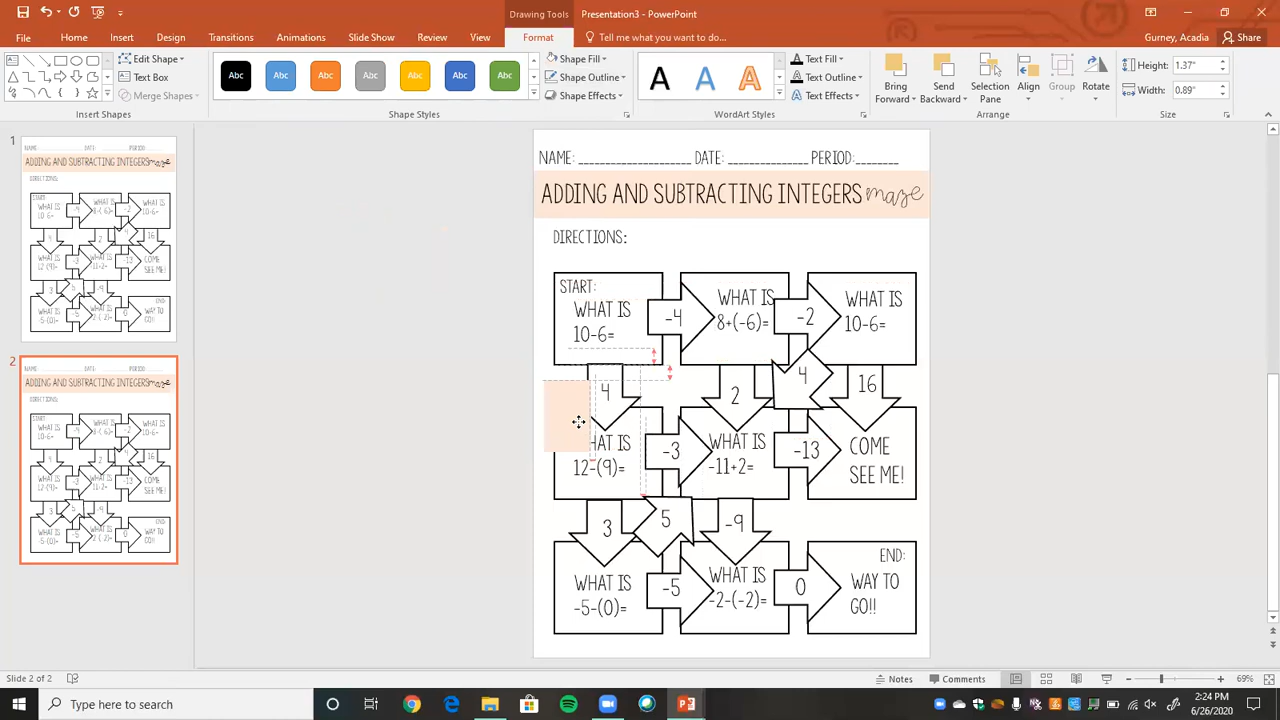 Drawing Tools
Presentation3 - PowerPoint
Gurney, Acadia
File
Home
Insert
Design
Transitions
Animations
Slide Show
Review
View
Format
Tell me what you want to do...
Share
Edit Shape
Text Box
Merge Shapes
Insert Shapes
Abc Abc Abc Abc Abc Abc Abc
Shape Fill
Shape Outline
Shape Effects
Shape Styles
A A A
Text Fill
Text Outline
Text Effects
WordArt Styles
Bring Forward
Send Backward
Selection Pane
Align
Group
Rotate
Arrange
Height: 1.37"
Width: 0.89"
Size
1
2
NAME: ____________________ DATE: ______________ PERIOD:________
ADDING AND SUBTRACTING INTEGERS maze
DIRECTIONS:
START:
WHAT IS
10-6=
-4
WHAT IS
8+(-6)=
-2
WHAT IS
10-6=
4
2
4
16
WHAT IS
12-(9)=
-3
WHAT IS
-11+2=
-13
COME
SEE ME!
3
5
-9
WHAT IS
-5-(0)=
-5
WHAT IS
-2-(-2)=
0
END:
WAY TO
GO!!
Slide 2 of 2
Notes
Comments
69%
Type here to search
2:24 PM
6/26/2020